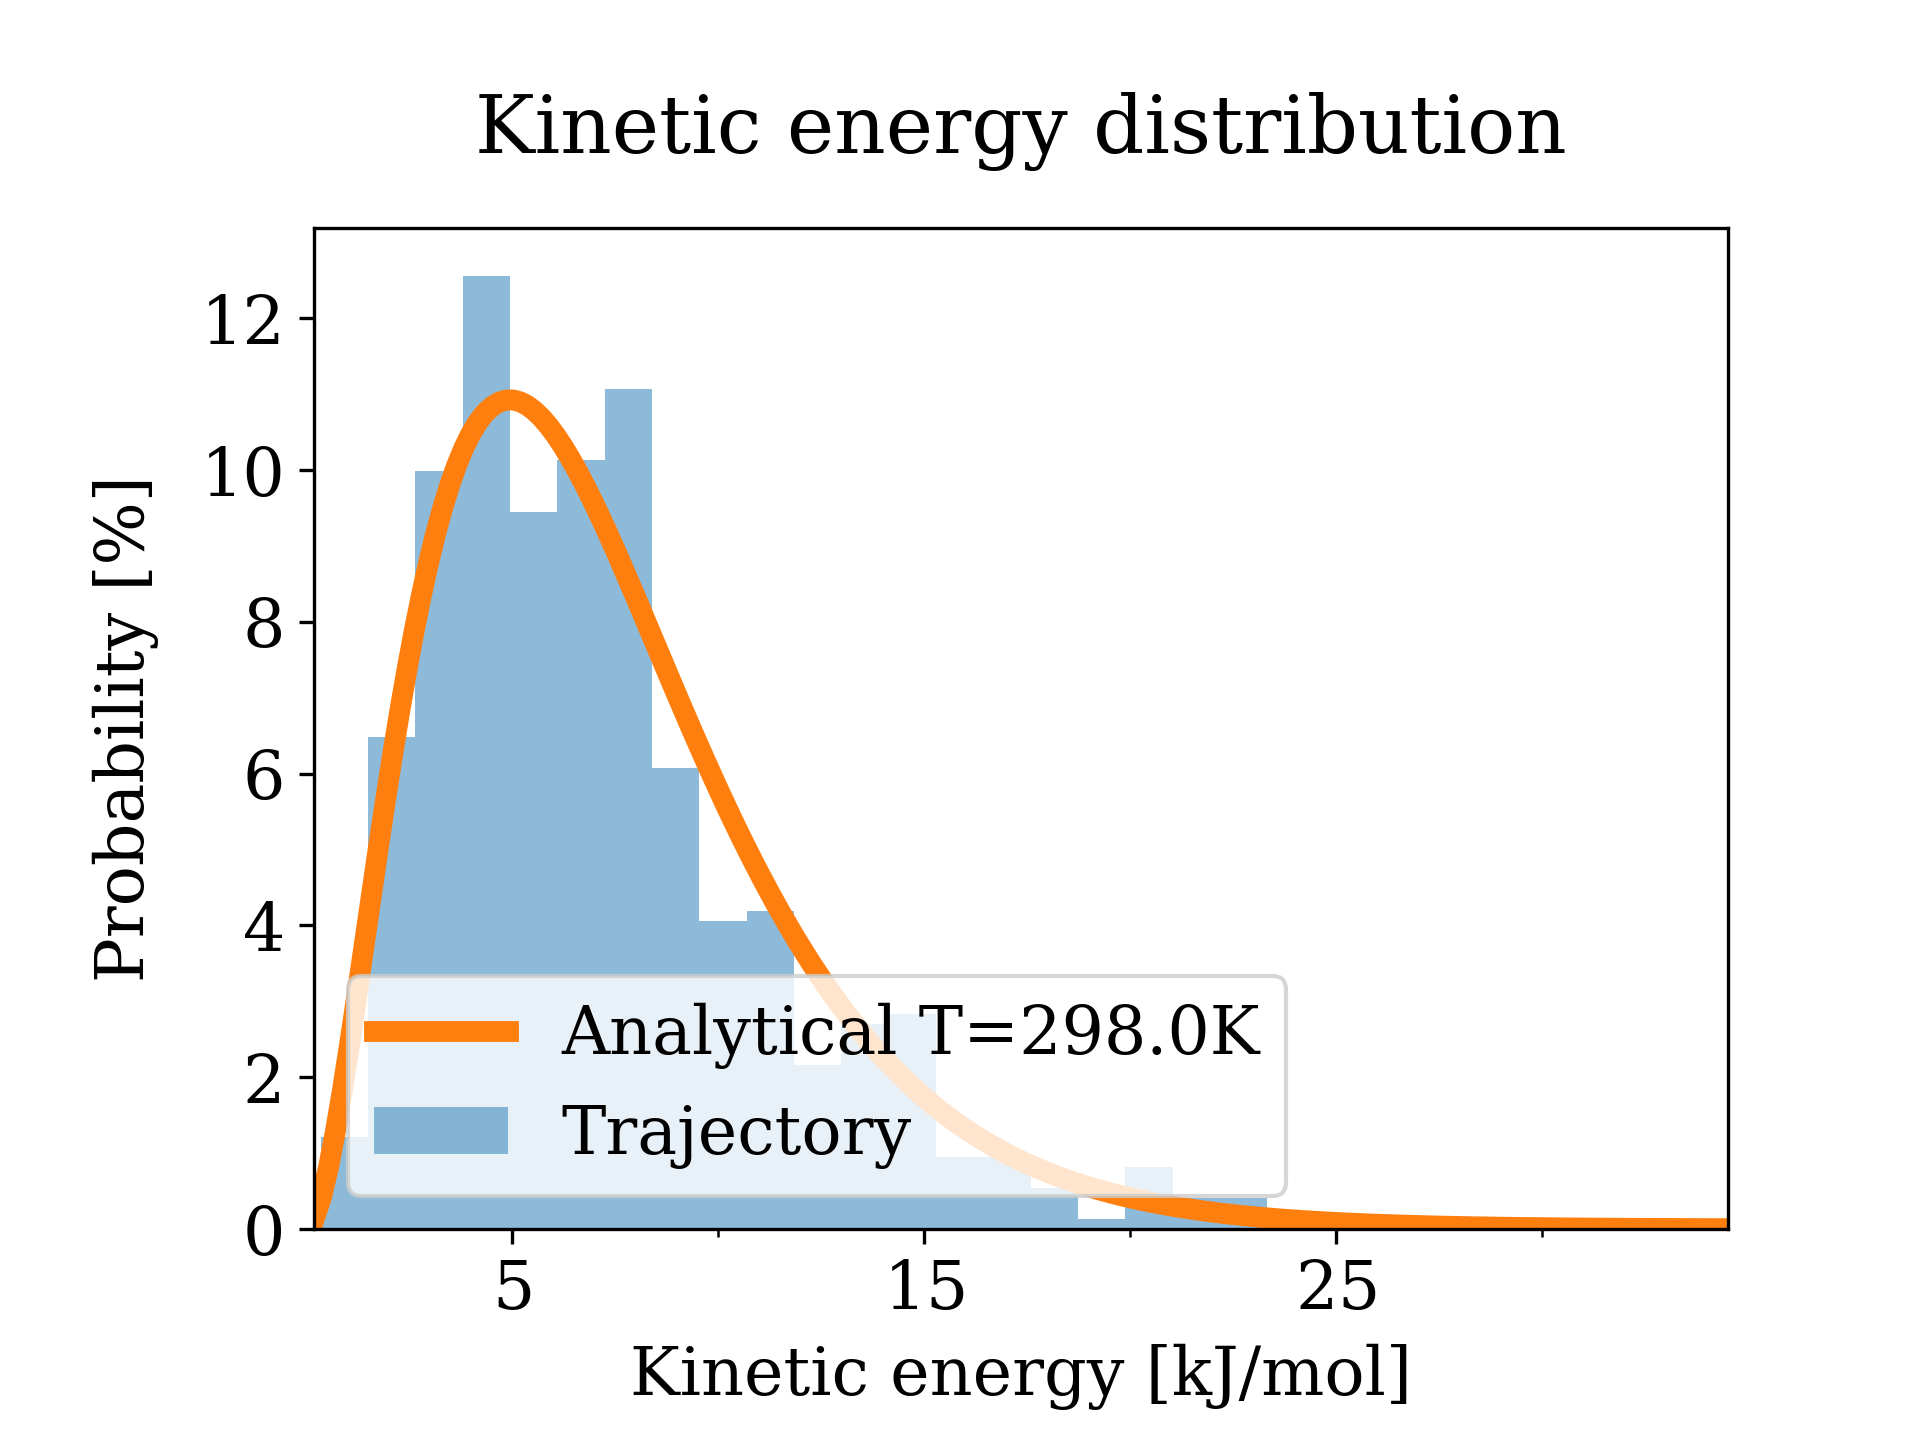 Kinetic energy distribution
Probability [%]
12
10
8
6
4
2
0
Analytical T=298.0K
Trajectory
5
15
25
Kinetic energy [kJ/mol]